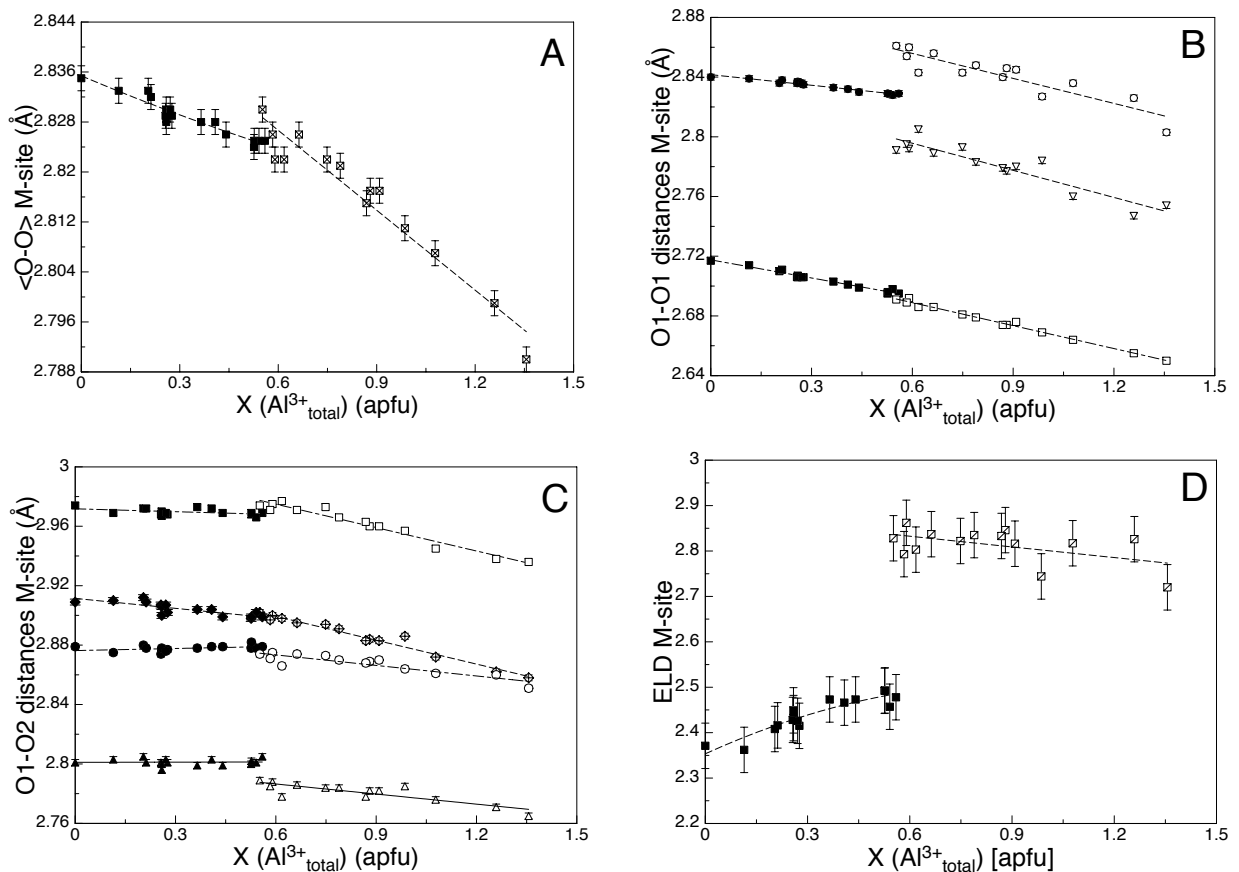 A
<O-O> M-site (Å)
2.844
2.836
2.828
2.82
2.812
2.804
2.796
2.788
0 0.3 0.6 0.9 1.2 1.5
X (Al³⁺total) (apfu)
B
O1-O1 distances M-site (Å)
2.88
2.84
2.8
2.76
2.72
2.68
2.64
0 0.3 0.6 0.9 1.2 1.5
X (Al³⁺total) (apfu)
C
O1-O2 distances M-site (Å)
3
2.96
2.92
2.88
2.84
2.8
2.76
0 0.3 0.6 0.9 1.2 1.5
X (Al³⁺total) (apfu)
D
ELD M-site
3
2.9
2.8
2.7
2.6
2.5
2.4
2.3
2.2
0 0.3 0.6 0.9 1.2 1.5
X (Al³⁺total) [apfu]